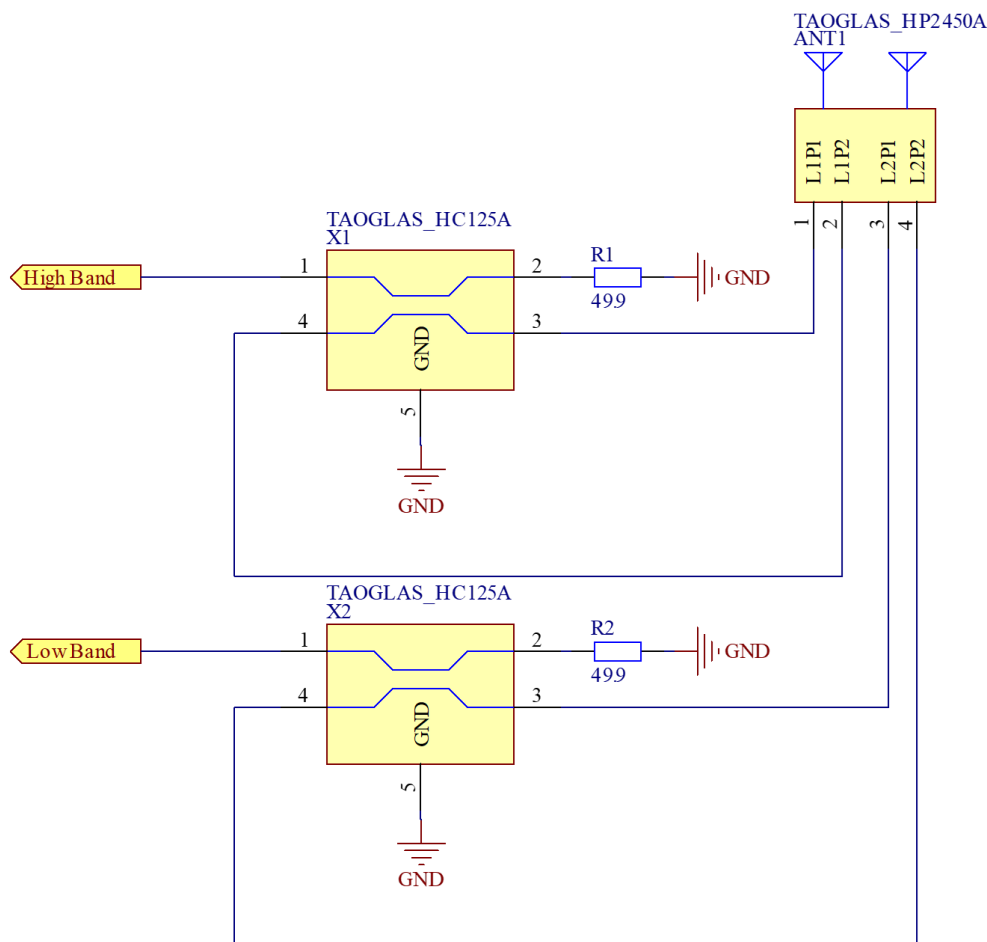 TAOGLAS_HP2450A
ANT1
L1P1
L1P2
L2P1
L2P2
1
2
3
4
TAOGLAS_HC125A
X1
High Band
1
2
R1
499
GND
4
3
GND
5
GND
TAOGLAS_HC125A
X2
Low Band
1
2
R2
499
GND
4
3
GND
5
GND